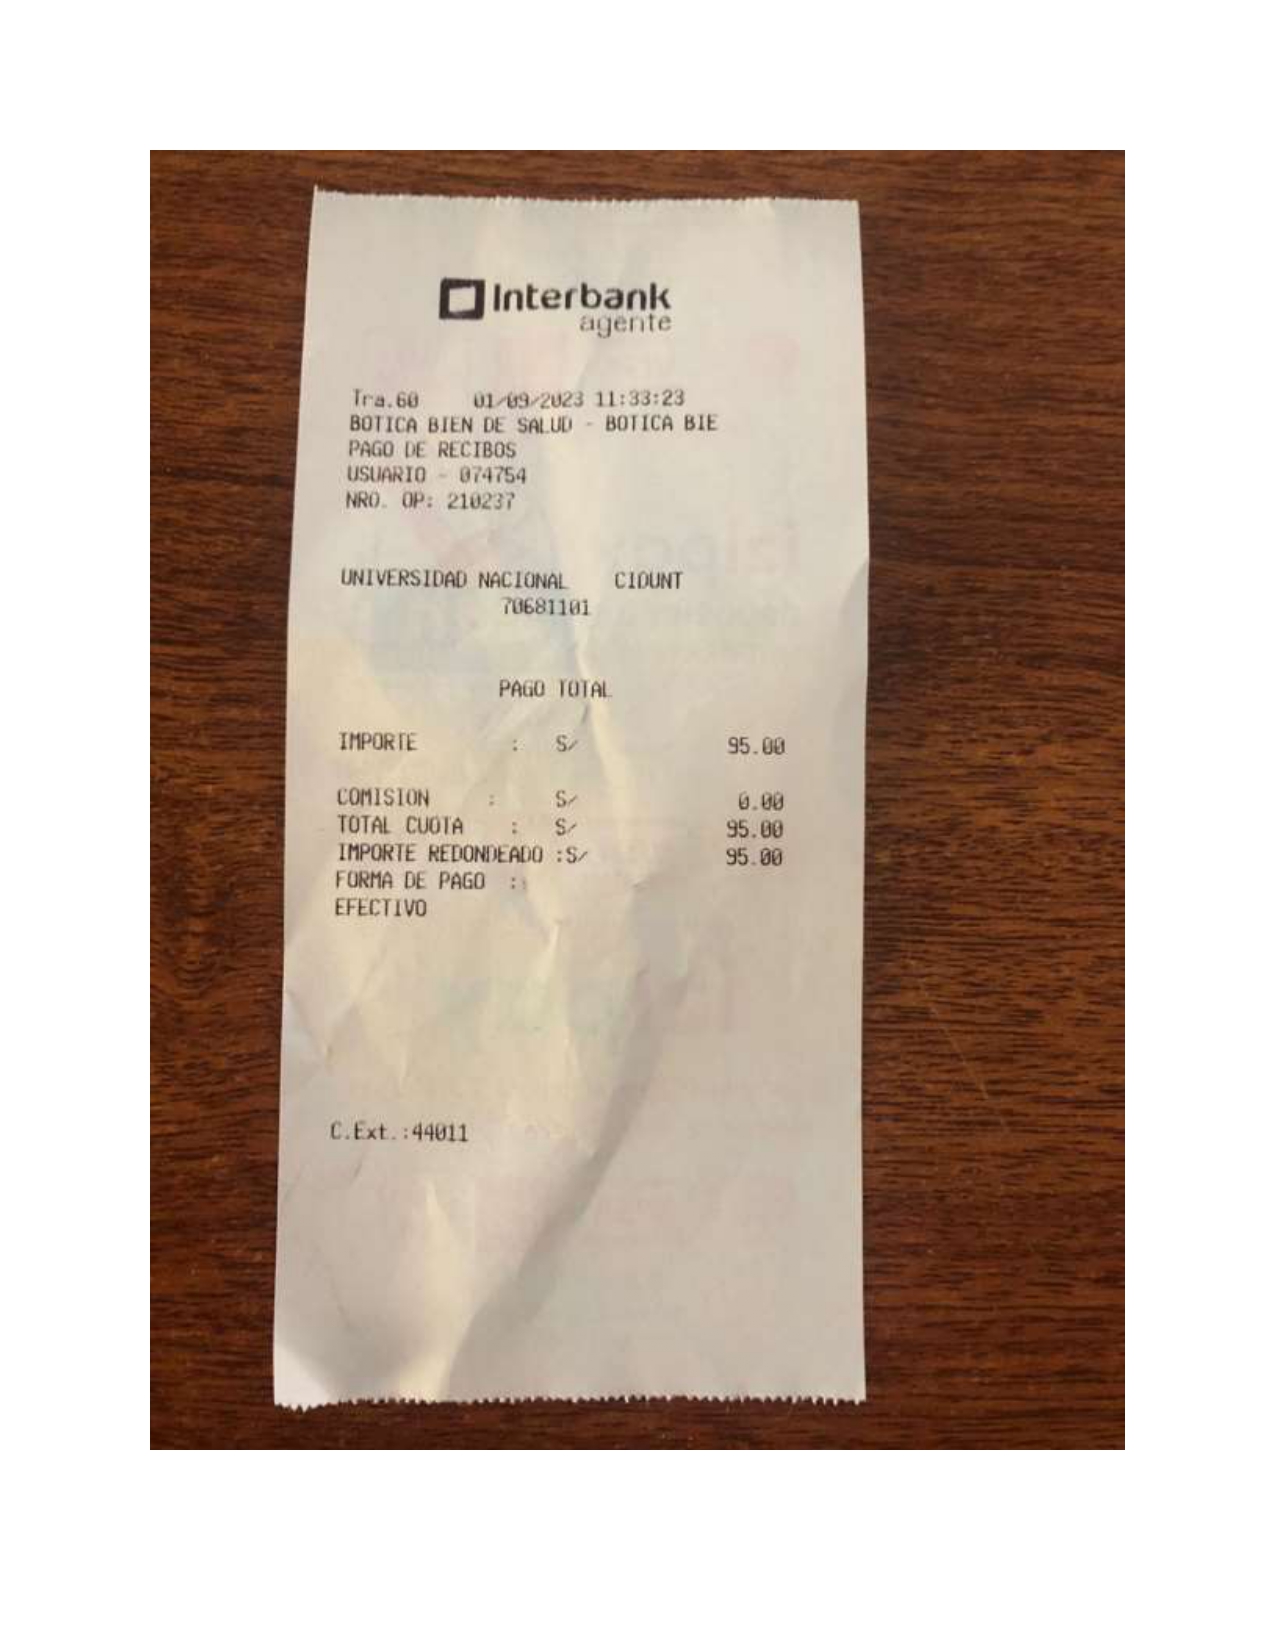 Interbank
agente
Tra.60 01/09/2023 11:33:23
BOTICA BIEN DE SALUD - BOTICA BIE
PAGO DE RECIBOS
USUARIO - 074754
NRO. OP: 210237
UNIVERSIDAD NACIONAL CIDUNT
70681101
PAGO TOTAL
IMPORTE : S/ 95.00
COMISION : S/ 0.00
TOTAL CUOTA : S/ 95.00
IMPORTE REDONDEADO :S/ 95.00
FORMA DE PAGO :
EFECTIVO
C.Ext.:44011